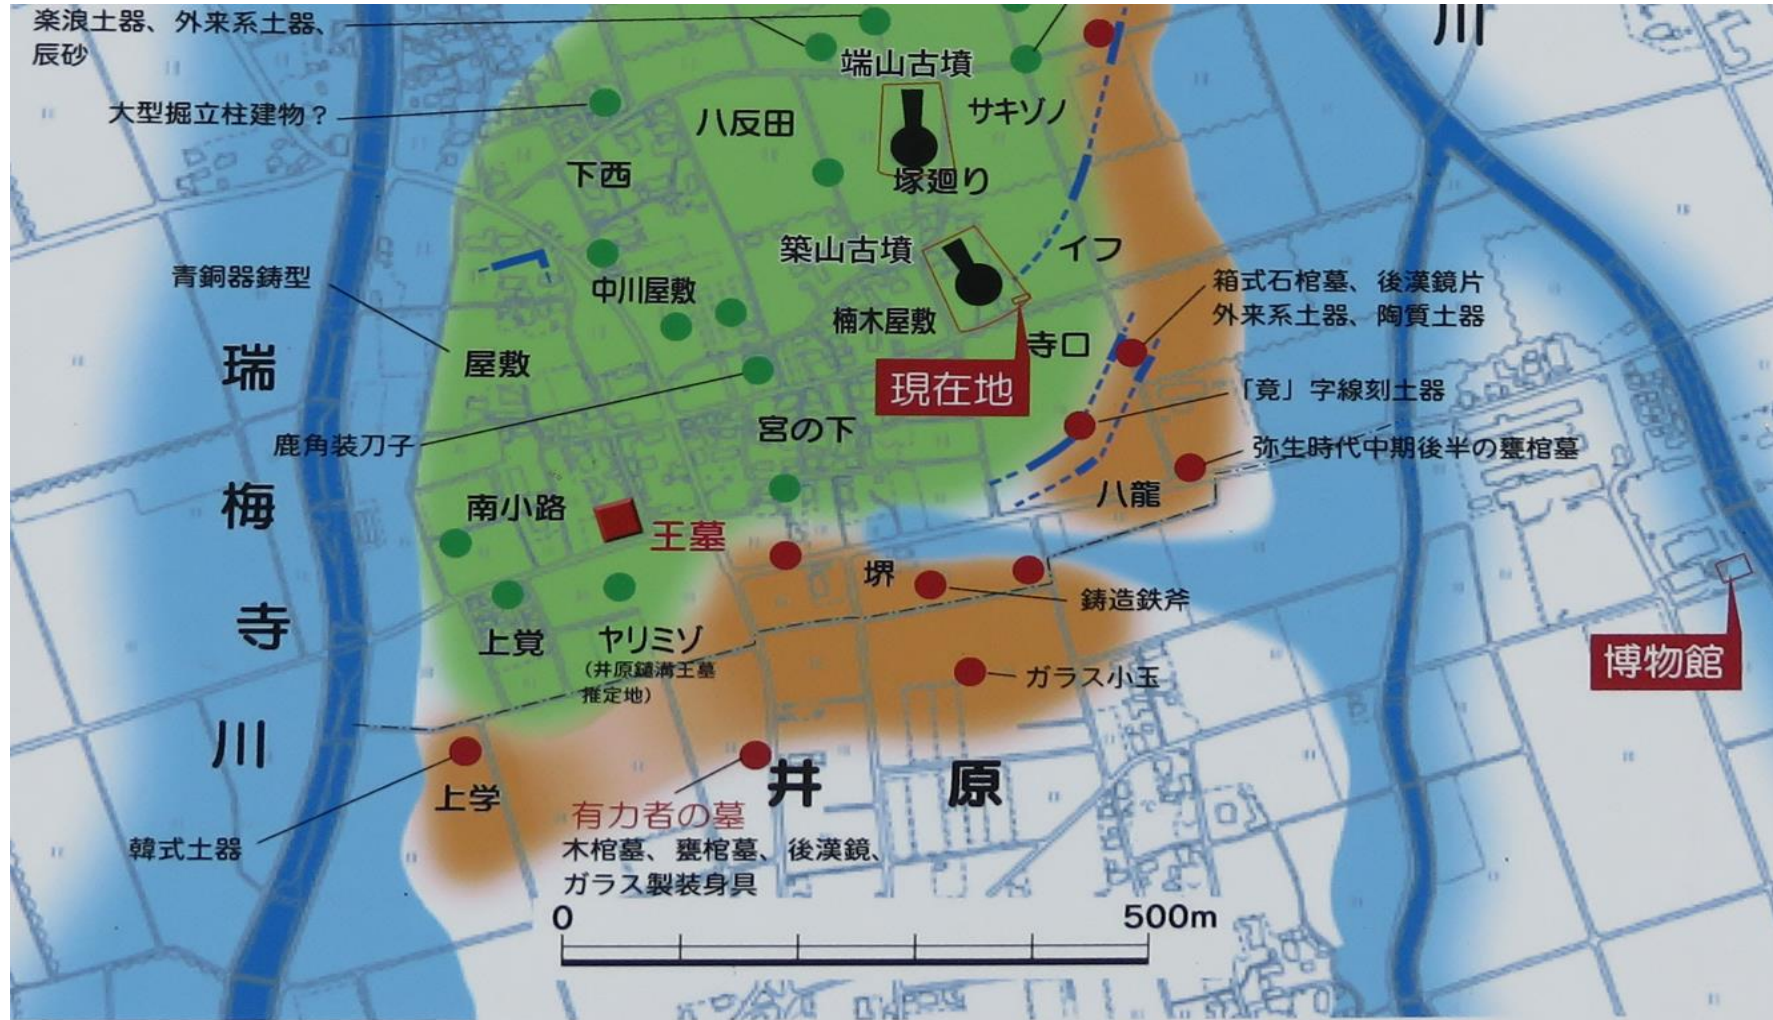 楽浪土器、外来系土器、
辰砂
川
端山古墳
大型掘立柱建物？
八反田
サキゾノ
下西
塚廻り
築山古墳
イフ
青銅器鋳型
中川屋敷
箱式石棺墓、後漢鏡片
外来系土器、陶質土器
楠木屋敷
寺口
屋敷
現在地
「竟」字線刻土器
鹿角装刀子
宮の下
弥生時代中期後半の甕棺墓
南小路
八龍
王墓
堺
鋳造鉄斧
上覚
ヤリミゾ
（井原鑓溝王墓
推定地）
ガラス小玉
博物館
瑞梅寺川
上学
井原
有力者の墓
木棺墓、甕棺墓、後漢鏡、
ガラス製装身具
韓式土器
0
500m